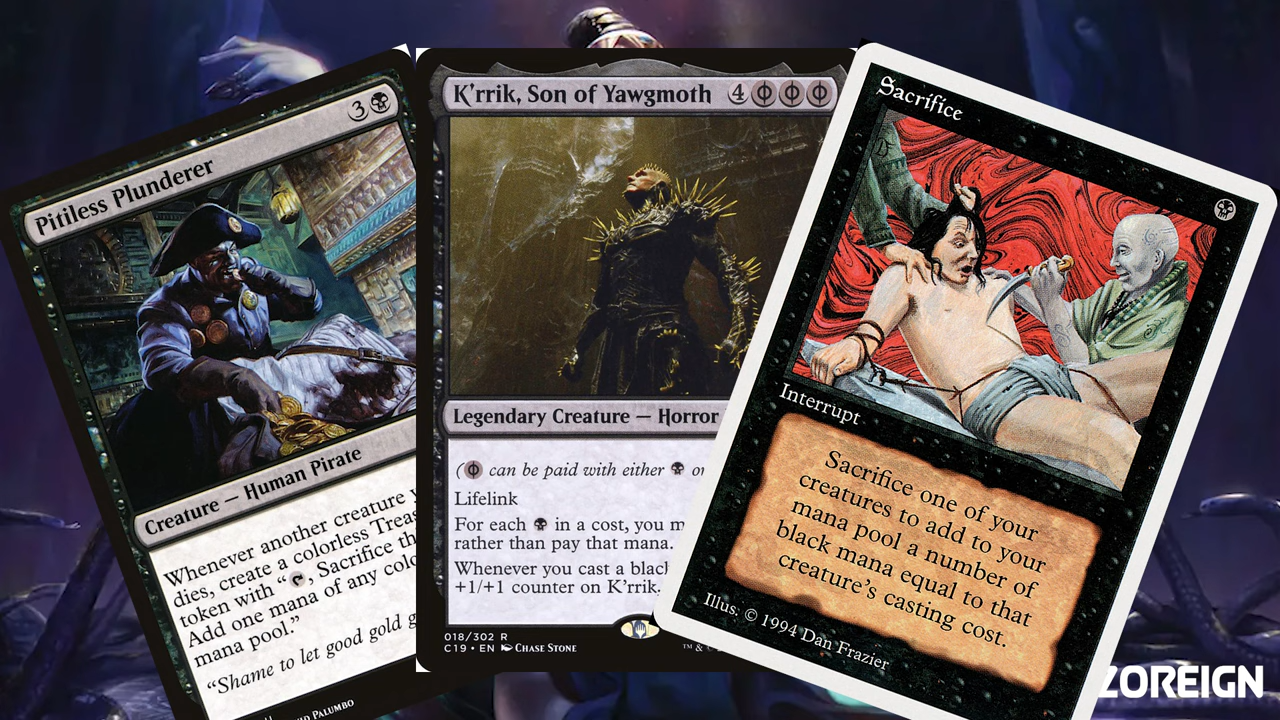 Pitiless Plunderer
3
Creature — Human Pirate
Whenever another creature
dies, create a colorless
token with “ , Sacrifice
Add one mana of any
mana pool.”
“Shame to let good gold
PALUMBO
K'rrik, Son of Yawgmoth
4
Legendary Creature — Horror
( can be paid with either
Lifelink
For each in a cost, you
rather than pay that mana.
Whenever you cast a
+1/+1 counter on K'rrik.
018/302 R
C19 • EN CHASE STONE
™ &
Sacrifice
Interrupt
Sacrifice one of your
creatures to add to your
mana pool a number of
black mana equal to that
creature's casting cost.
Illus: © 1994 Dan Frazier
ZOREIGN